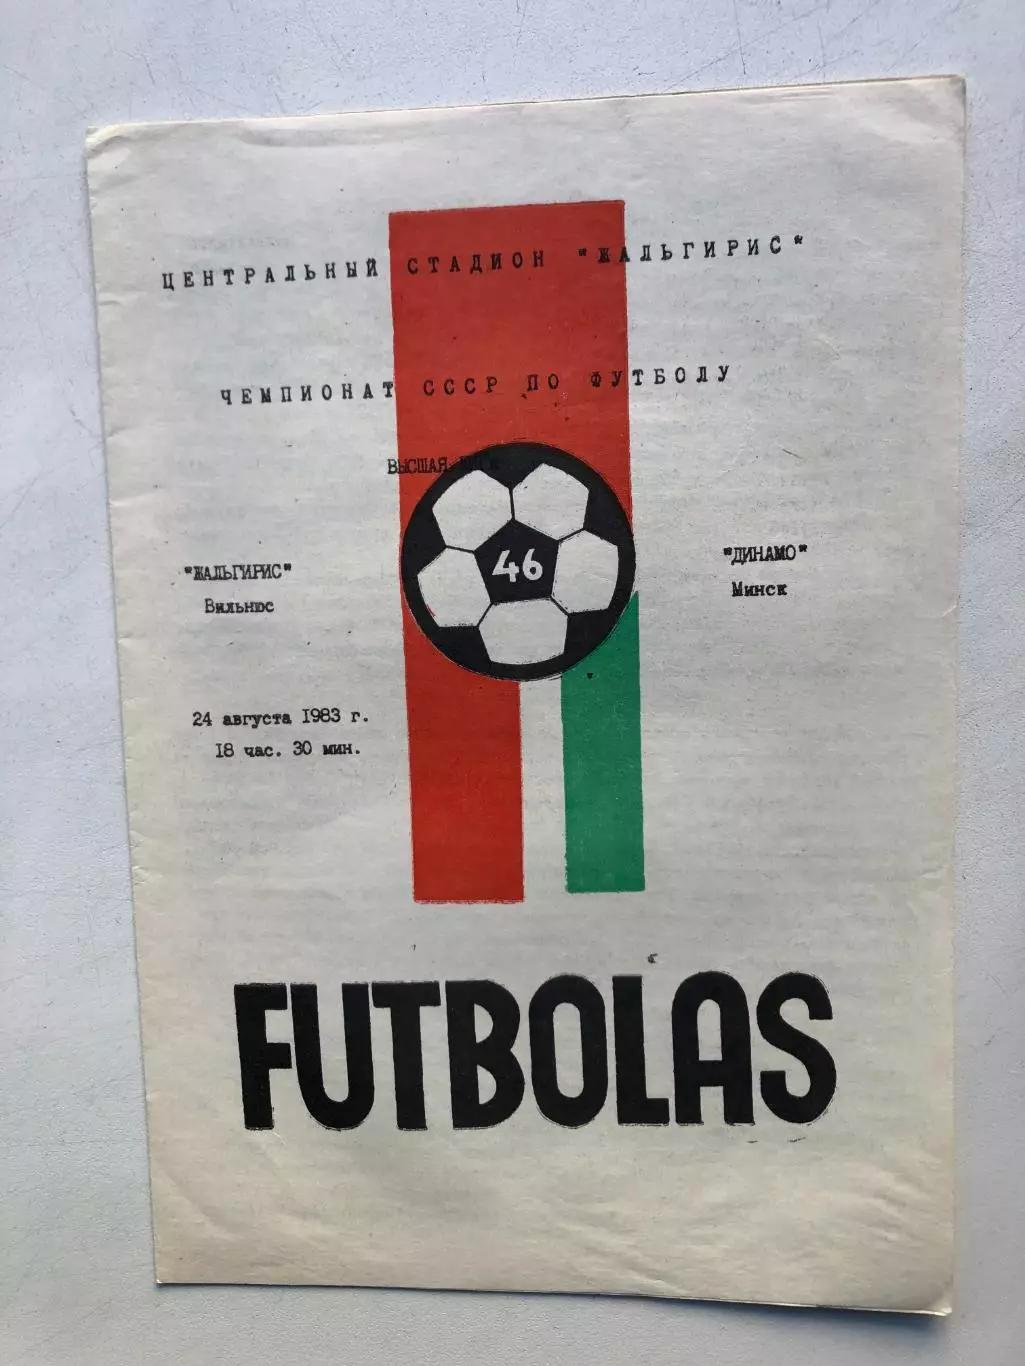 ЦЕНТРАЛЬНЫЙ СТАДИОН "ЖАЛЬГИРИС"
ЧЕМПИОНАТ СССР ПО ФУТБОЛУ
ВЫСШАЯ
46
"ЖАЛЬГИРИС"
Вильнюс
"ДИНАМО"
Минск
24 августа 1983 г.
18 час. 30 мин.
FUTBOLAS